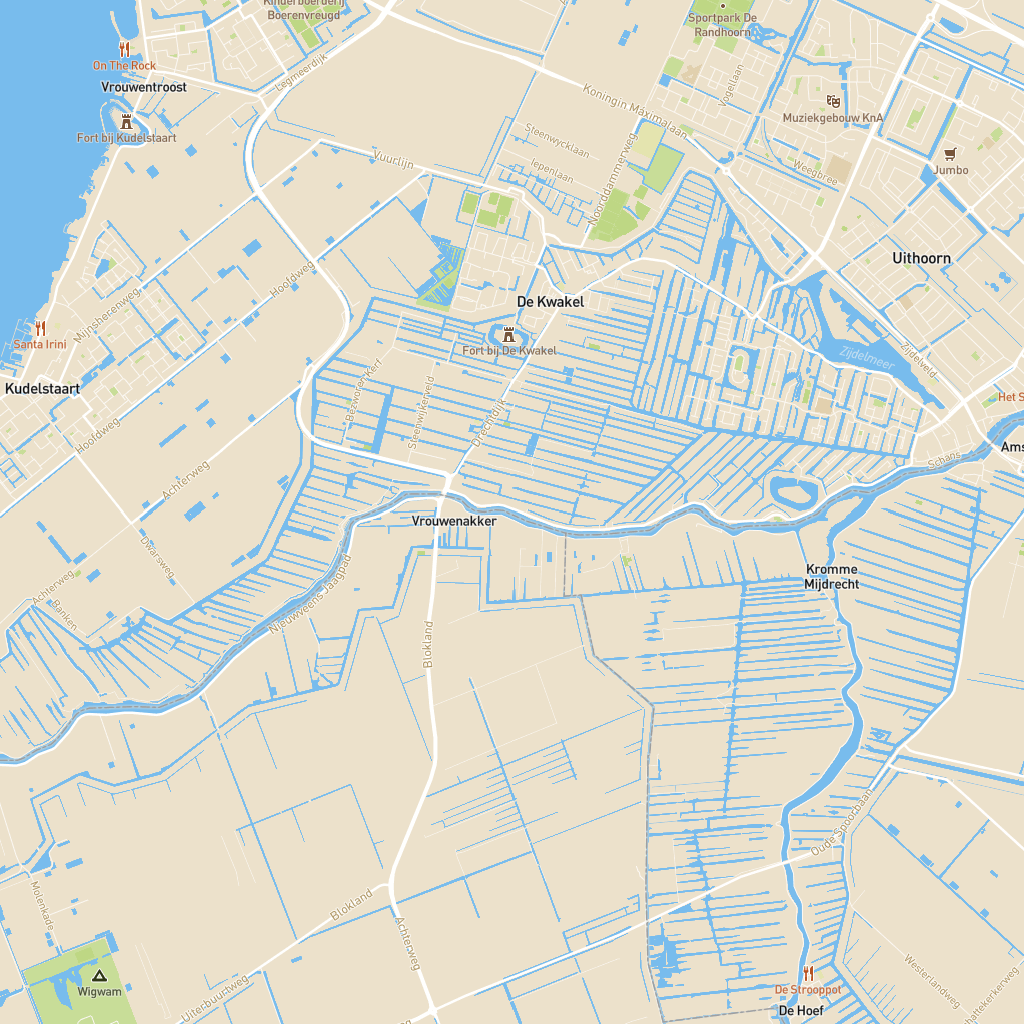 Kinderboerderij
Boerenvreugd
Sportpark De
Randhoorn
On The Rock
Vrouwentroost
Legmeerdijk
Vogellaan
Koningin Máximalaan
Muziekgebouw KnA
Fort bij Kudelstaart
Steenwycklaan
Vuurlijn
Iepenlaan
Noorddammerweg
Weegbree
Jumbo
Uithoorn
Hoofdweg
Mijnsherenweg
De Kwakel
Fort bij De Kwakel
Santa Irini
Zijdelmeer
Zijdelveld
Kudelstaart
Bezworen Kerf
Steenwijkerveld
Drechtdijk
Het S
Hoofdweg
Ams
Schans
Achterweg
Vrouwenakker
Dwarsweg
Kromme
Mijdrecht
Achterweg
Ranken
Nieuwveens Jaagpad
Blokland
Oude Spoorbaan
Molenkade
Blokland
Achterweg
Wigwam
De Strooppot
De Hoef
Westerlandweg
hattekerkerweg
Uiterbuurtweg